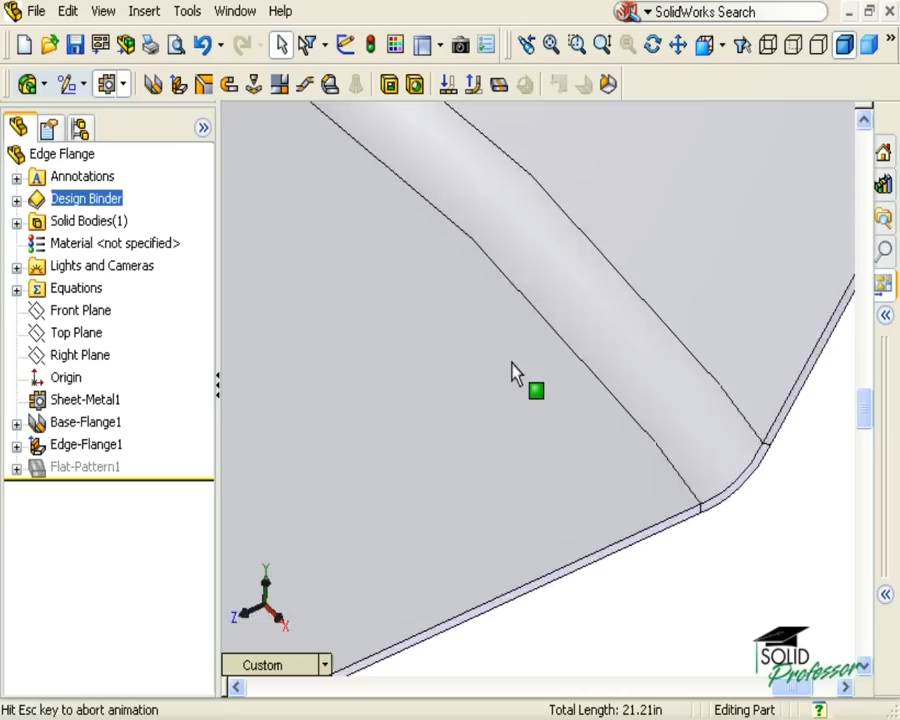 File Edit View Insert Tools Window Help
SolidWorks Search
Edge Flange
Annotations
Design Binder
Solid Bodies(1)
Material <not specified>
Lights and Cameras
Equations
Front Plane
Top Plane
Right Plane
Origin
Sheet-Metal1
Base-Flange1
Edge-Flange1
Flat-Pattern1
Y
Z
X
Custom
SOLID
Professor
Hit Esc key to abort animation
Total Length: 21.21in
Editing Part